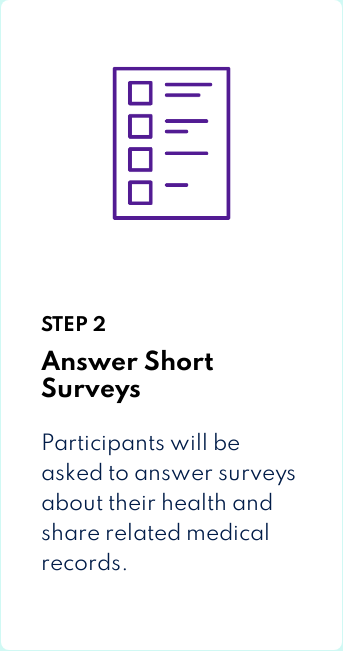 STEP 2
Answer Short
Surveys
Participants will be
asked to answer surveys
about their health and
share related medical
records.